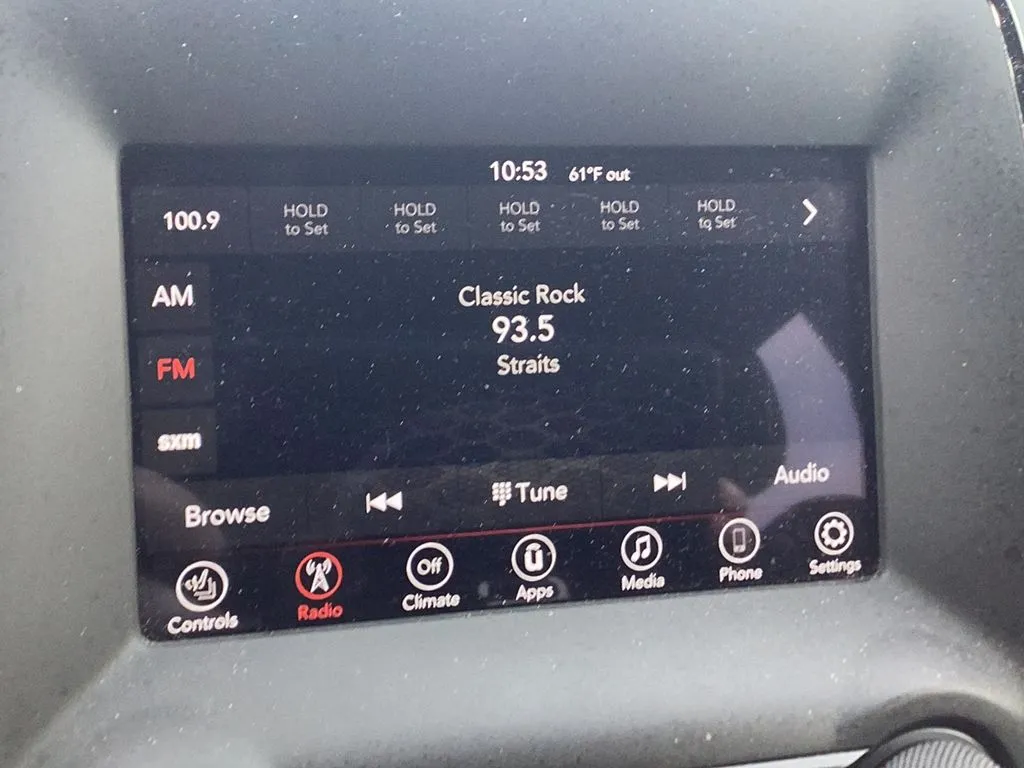 10:53 61°F out
100.9 HOLD to Set HOLD to Set HOLD to Set HOLD to Set HOLD to Set
AM
Classic Rock
93.5
FM
Straits
sxm
Browse Tune Audio
Off
Controls Radio Climate Apps Media Phone Settings